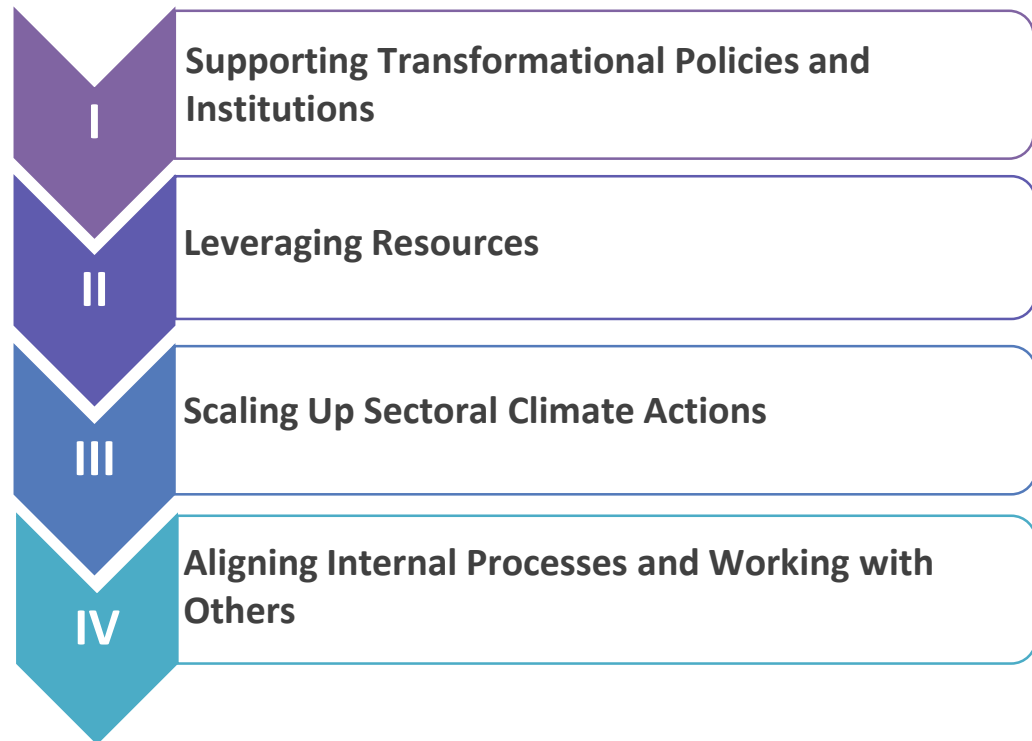 I
Supporting Transformational Policies and
Institutions
II
Leveraging Resources
III
Scaling Up Sectoral Climate Actions
IV
Aligning Internal Processes and Working with
Others